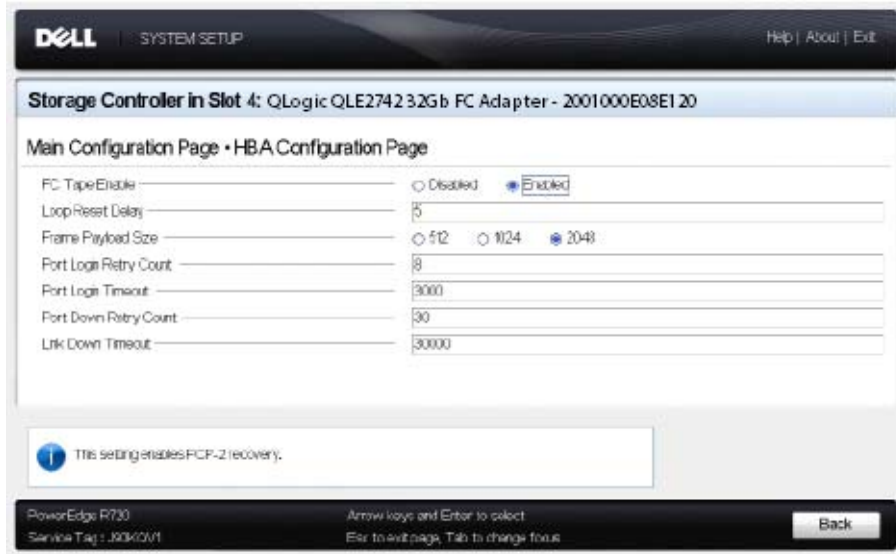 DELL SYSTEM SETUP Help | About | Exit
Storage Controller in Slot 4: QLogic QLE2742 32Gb FC Adapter - 2001000E08E120
Main Configuration Page • HBA Configuration Page
FC Tape Enable Disabled Enabled
Loop Reset Delay 5
Frame Payload Size 512 1024 2048
Port Login Retry Count 8
Port Login Timeout 3000
Port Down Retry Count 30
Link Down Timeout 30000
This setting enables FCP-2 recovery.
PowerEdge R730 Arrow keys and Enter to select
Service Tag : Esc to exit page, Tab to change focus
Back